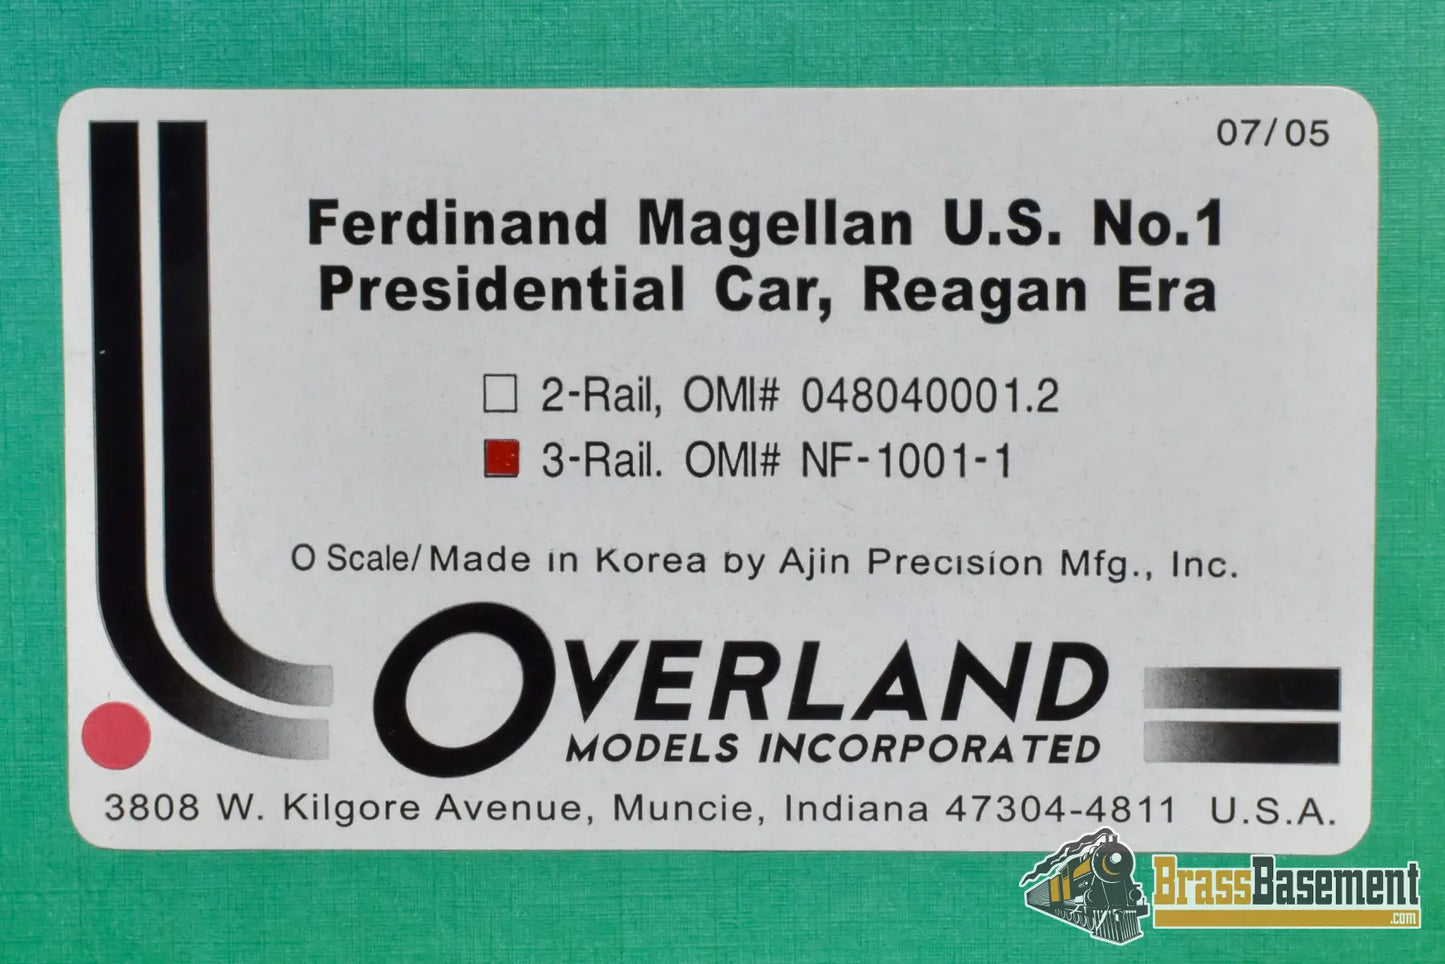 07/05
Ferdinand Magellan U.S. No.1
Presidential Car, Reagan Era
2-Rail, OMI# 048040001.2
3-Rail. OMI# NF-1001-1
O Scale/Made in Korea by Ajin Precision Mfg., Inc.
OVERLAND
MODELS INCORPORATED
3808 W. Kilgore Avenue, Muncie, Indiana 47304-4811 U.S.A.
BrassBasement
.com